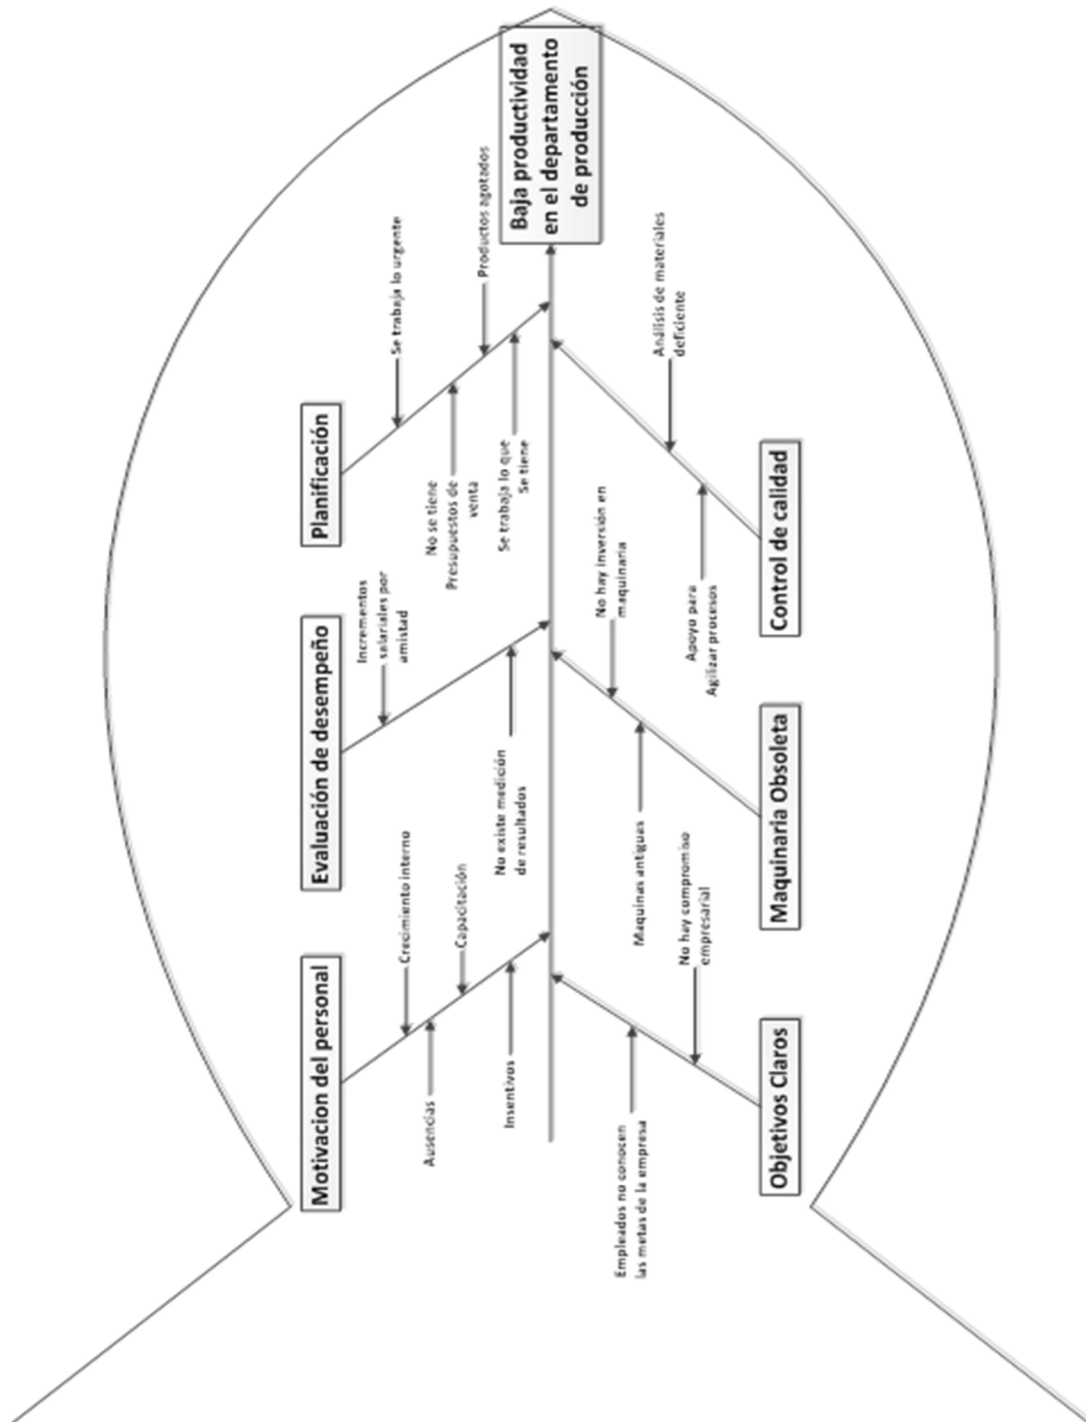 Motivacion del personal
Crecimiento interno
Capacitación
Ausencias
Insentivos
Evaluación de desempeño
Incrementos
salariales por
amistad
No existe medición
de resultados
Planificación
Se trabaja lo urgente
Productos agotados
No se tiene
Presupuestos de
venta
Se trabaja lo que
Se tiene
Baja productividad
en el departamento
de producción
Objetivos Claros
Empleados no conocen
las metas de la empresa
No hay compromiso
empresarial
Maquinaria Obsoleta
Maquinas antiguas
No hay inversión en
maquinaria
Control de calidad
Apoyo para
Agilizar procesos
Análisis de materiales
deficiente